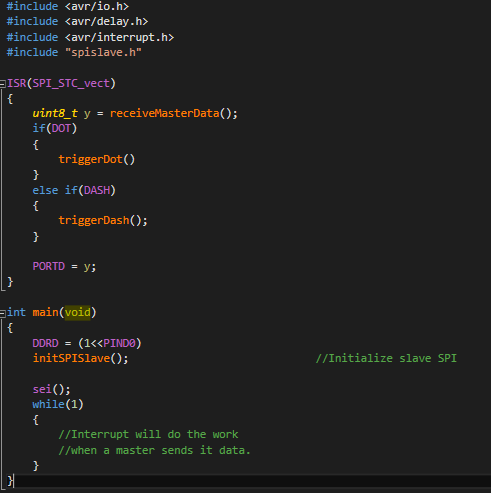 #include <avr/io.h>
#include <avr/delay.h>
#include <avr/interrupt.h>
#include "spislave.h"

ISR(SPI_STC_vect)
{
    uint8_t y = receiveMasterData();
    if(DOT)
    {
        triggerDot()
    }
    else if(DASH)
    {
        triggerDash();
    }

    PORTD = y;
}

int main(void)
{
    DDRD = (1<<PIND0)
    initSPISlave();                             //Initialize slave SPI

    sei();
    while(1)
    {
        //Interrupt will do the work
        //when a master sends it data.
    }
}